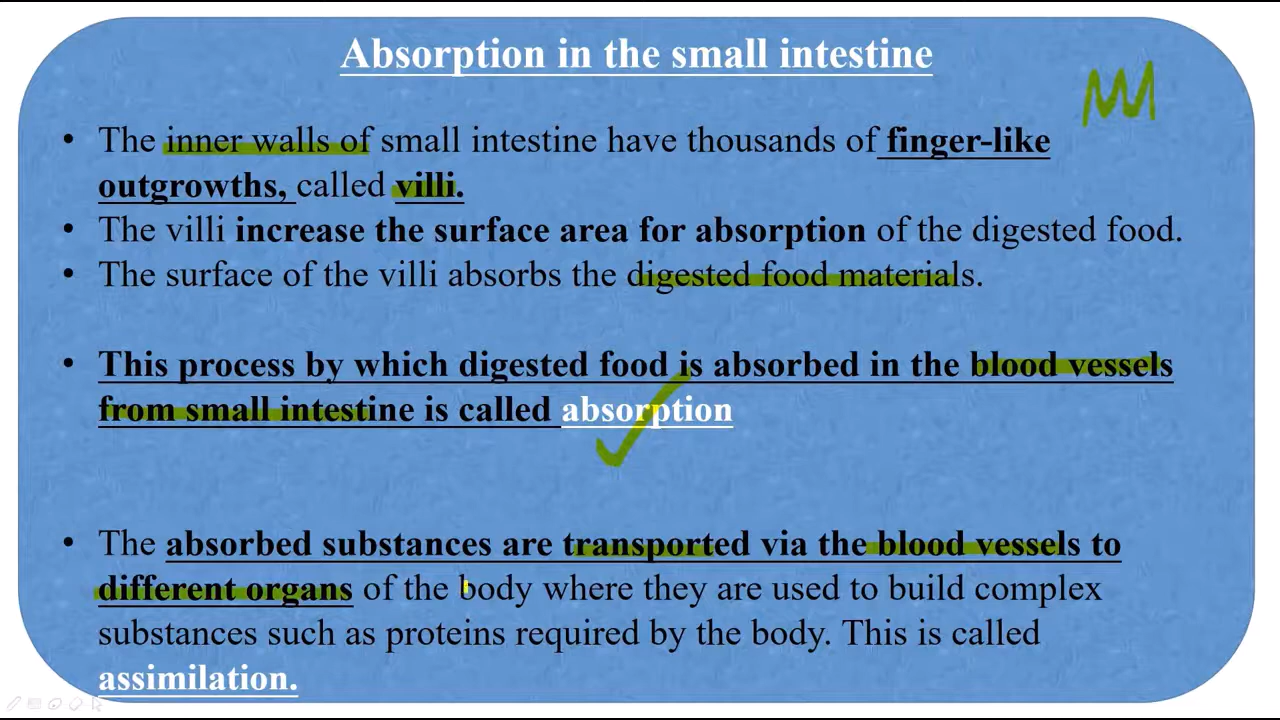 Absorption in the small intestine
• The inner walls of small intestine have thousands of finger-like
outgrowths, called villi.
• The villi increase the surface area for absorption of the digested food.
• The surface of the villi absorbs the digested food materials.
• This process by which digested food is absorbed in the blood vessels
from small intestine is called absorption
• The absorbed substances are transported via the blood vessels to
different organs of the body where they are used to build complex
substances such as proteins required by the body. This is called
assimilation.